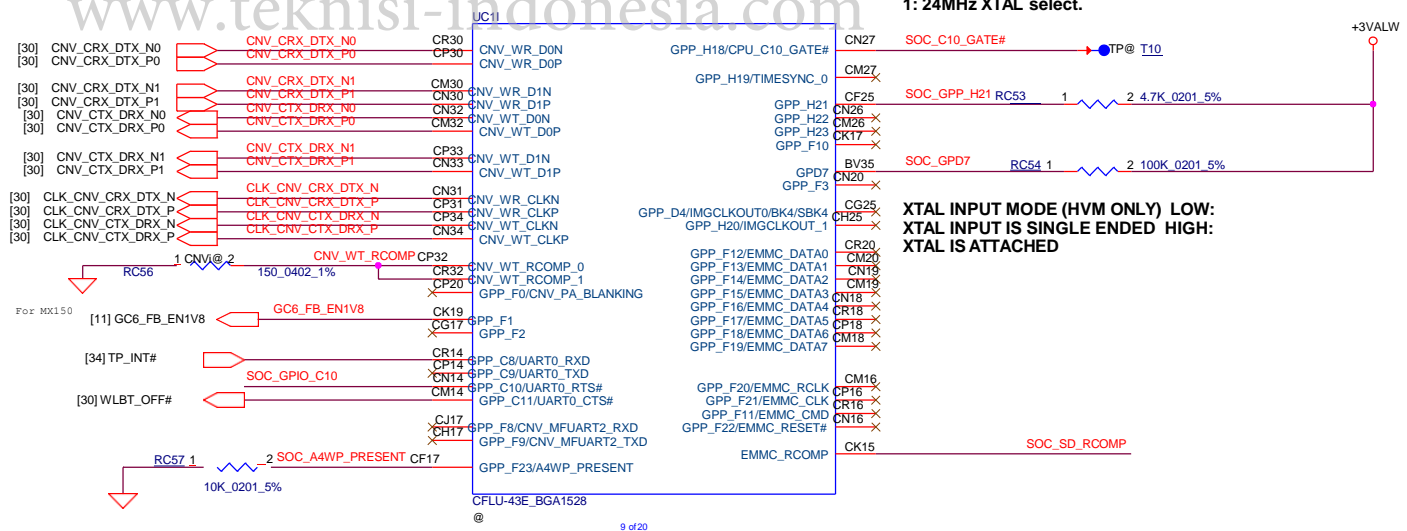 www.teknisi-indonesia.com
1: 24MHz XTAL select.
UC1I
+3VALW
[30] CNV_CRX_DTX_N0 CNV_CRX_DTX_N0 CR30 CNV_WR_D0N
[30] CNV_CRX_DTX_P0 CNV_CRX_DTX_P0 CP30 CNV_WR_D0P
[30] CNV_CRX_DTX_N1 CNV_CRX_DTX_N1 CM30 CNV_WR_D1N
[30] CNV_CRX_DTX_P1 CNV_CRX_DTX_P1 CN30 CNV_WR_D1P
[30] CNV_CTX_DRX_N0 CNV_CTX_DRX_N0 CN32 CNV_WT_D0N
[30] CNV_CTX_DRX_P0 CNV_CTX_DRX_P0 CM32 CNV_WT_D0P
[30] CNV_CTX_DRX_N1 CNV_CTX_DRX_N1 CP33 CNV_WT_D1N
[30] CNV_CTX_DRX_P1 CNV_CTX_DRX_P1 CN33 CNV_WT_D1P
[30] CLK_CNV_CRX_DTX_N CLK_CNV_CRX_DTX_N CN31 CNV_WR_CLKN
[30] CLK_CNV_CRX_DTX_P CLK_CNV_CRX_DTX_P CP31 CNV_WR_CLKP
[30] CLK_CNV_CTX_DRX_N CLK_CNV_CTX_DRX_N CP34 CNV_WT_CLKN
[30] CLK_CNV_CTX_DRX_P CLK_CNV_CTX_DRX_P CN34 CNV_WT_CLKP
RC56 1 CNVi@ 2 150_0402_1% CNV_WT_RCOMP CP32 CNV_WT_RCOMP_0
CR32 CNV_WT_RCOMP_1
CP20 GPP_F0/CNV_PA_BLANKING
For MX150
[11] GC6_FB_EN1V8 GC6_FB_EN1V8 CK19 GPP_F1
CG17 GPP_F2
[34] TP_INT# CR14 GPP_C8/UART0_RXD
CP14 GPP_C9/UART0_TXD
SOC_GPIO_C10 CN14 GPP_C10/UART0_RTS#
[30] WLBT_OFF# CM14 GPP_C11/UART0_CTS#
CJ17 GPP_F8/CNV_MFUART2_RXD
CH17 GPP_F9/CNV_MFUART2_TXD
RC57 1 2 10K_0201_5% SOC_A4WP_PRESENT CF17 GPP_F23/A4WP_PRESENT
GPP_H18/CPU_C10_GATE# CN27 SOC_C10_GATE# TP@ T10
GPP_H19/TIMESYNC_0 CM27
GPP_H21 CF25 SOC_GPP_H21 RC53 1 2 4.7K_0201_5%
GPP_H22 CN26
GPP_H23 CM26
GPP_F10 CK17
GPD7 BV35 SOC_GPD7 RC54 1 2 100K_0201_5%
GPP_F3 CN20
GPP_D4/IMGCLKOUT0/BK4/SBK4 CG25
GPP_H20/IMGCLKOUT_1 CH25
XTAL INPUT MODE (HVM ONLY) LOW:
XTAL INPUT IS SINGLE ENDED HIGH:
XTAL IS ATTACHED
GPP_F12/EMMC_DATA0 CR20
GPP_F13/EMMC_DATA1 CM20
GPP_F14/EMMC_DATA2 CN19
GPP_F15/EMMC_DATA3 CM19
GPP_F16/EMMC_DATA4 CN18
GPP_F17/EMMC_DATA5 CR18
GPP_F18/EMMC_DATA6 CP18
GPP_F19/EMMC_DATA7 CM18
GPP_F20/EMMC_RCLK CM16
GPP_F21/EMMC_CLK CP16
GPP_F11/EMMC_CMD CR16
GPP_F22/EMMC_RESET# CN16
EMMC_RCOMP CK15 SOC_SD_RCOMP
CFLU-43E_BGA1528
@
9 of 20